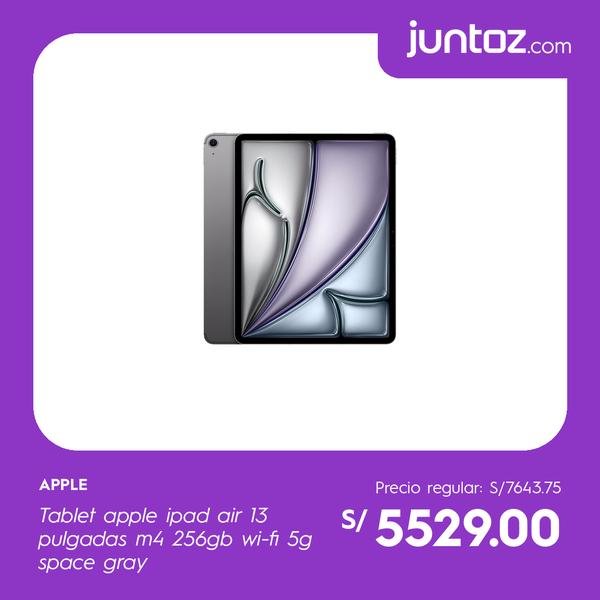 juntoz.com
APPLE
Tablet apple ipad air 13
pulgadas m4 256gb wi-fi 5g
space gray
Precio regular: S/7643.75
S/ 5529.00